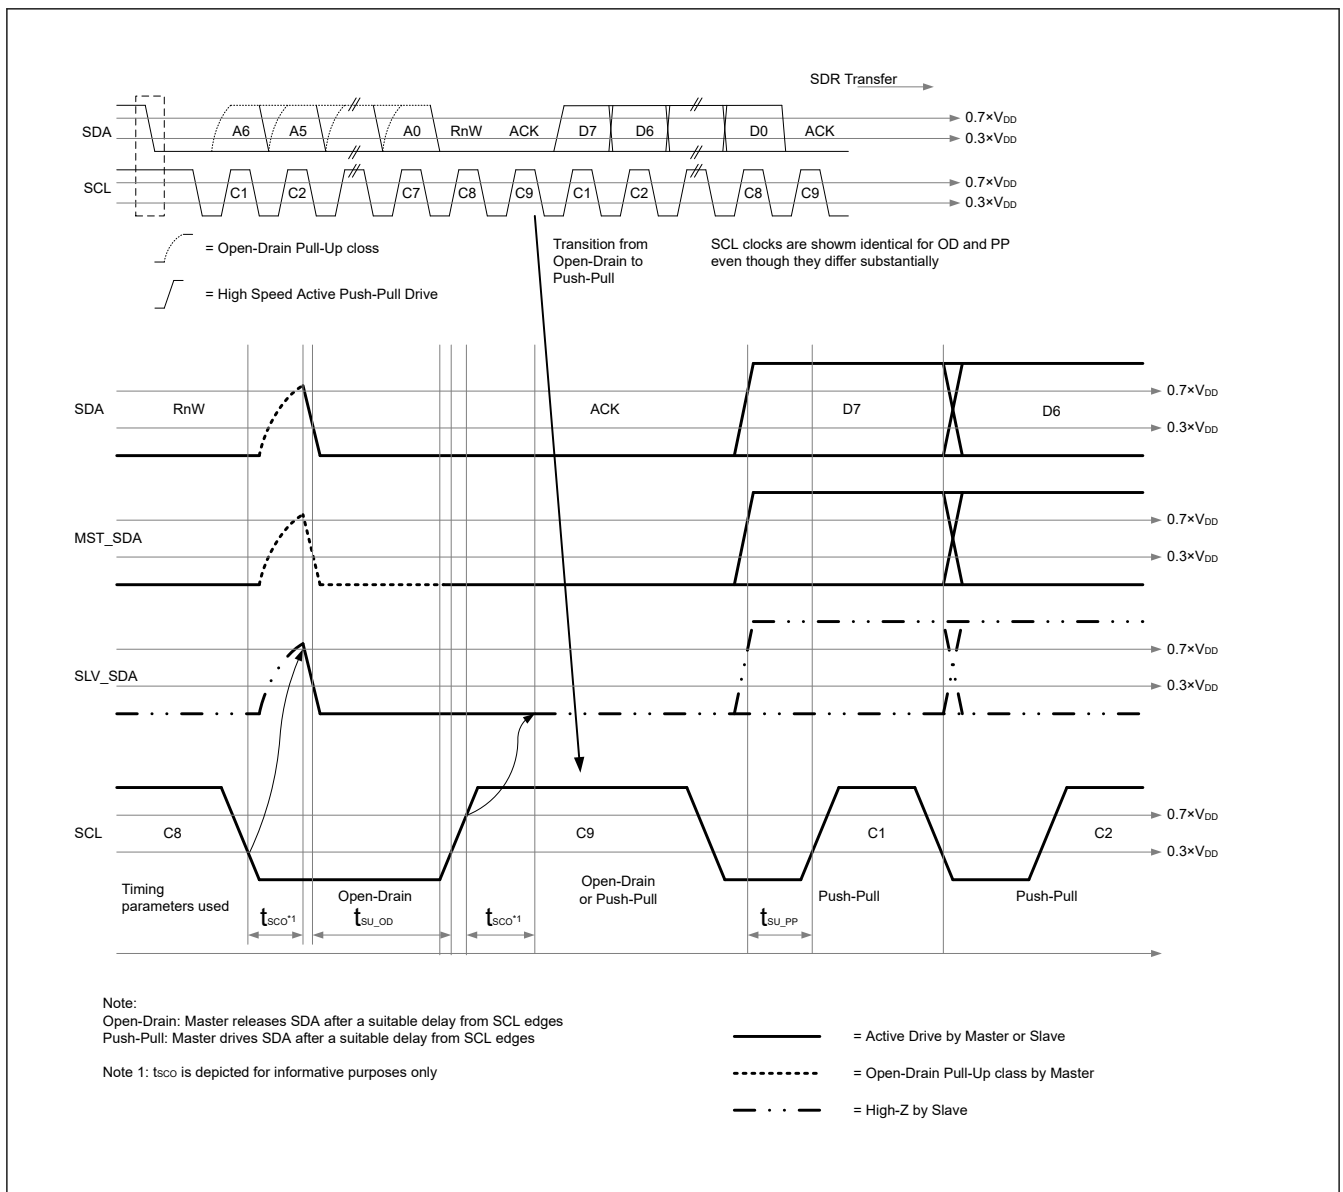 SDR Transfer
SDA A6 A5 A0 RnW ACK D7 D6 D0 ACK
0.7×VDD
0.3×VDD
SCL C1 C2 C7 C8 C9 C1 C2 C8 C9
0.7×VDD
0.3×VDD
= Open-Drain Pull-Up closs
= High Speed Active Push-Pull Drive
Transition from
Open-Drain to
Push-Pull
SCL clocks are showm identical for OD and PP
even though they differ substantially
SDA RnW ACK D7 D6
0.7×VDD
0.3×VDD
MST_SDA
0.7×VDD
0.3×VDD
SLV_SDA
0.7×VDD
0.3×VDD
SCL C8 C9 C1 C2
0.7×VDD
0.3×VDD
Timing
parameters used
Open-Drain
Open-Drain
or Push-Pull
Push-Pull
Push-Pull
tSCO*1 tSU_OD tSCO*1 tSU_PP
Note:
Open-Drain: Master releases SDA after a suitable delay from SCL edges
Push-Pull: Master drives SDA after a suitable delay from SCL edges
Note 1: tSCO is depicted for informative purposes only
= Active Drive by Master or Slave
= Open-Drain Pull-Up class by Master
= High-Z by Slave